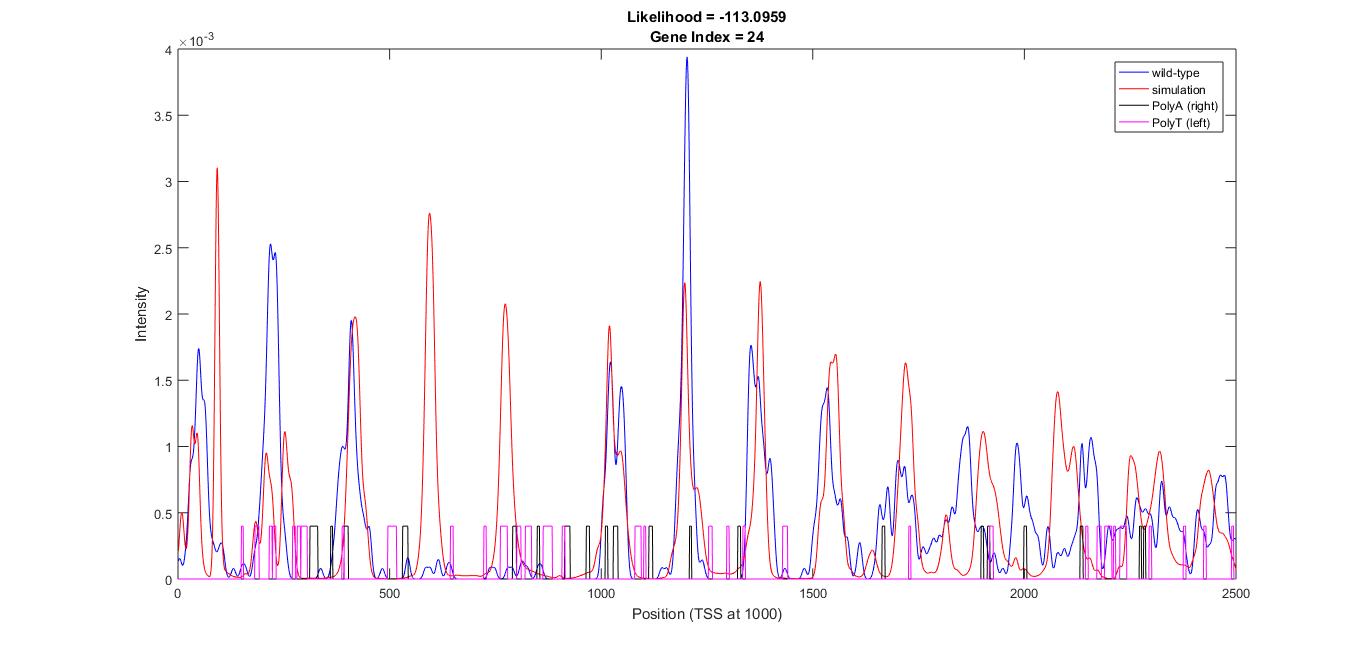 Likelihood = -113.0959
Gene Index = 24
×10⁻³
4
3.5
3
2.5
2
1.5
1
0.5
0
Intensity
wild-type
simulation
PolyA (right)
PolyT (left)
0 500 1000 1500 2000 2500
Position (TSS at 1000)